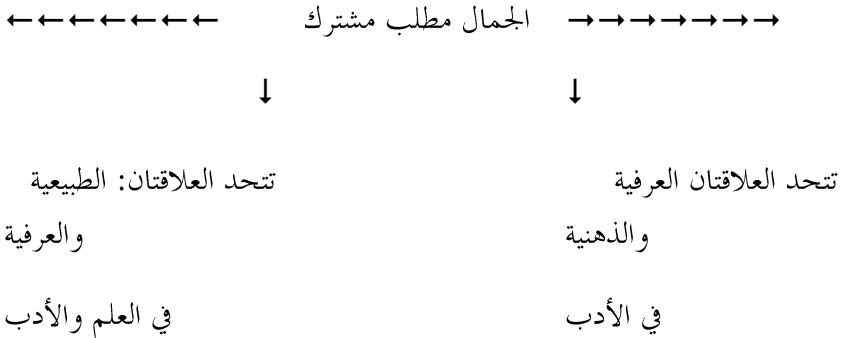 →→→→→→→ الجمال مطلب مشترك ←←←←←←←
↓ ↓
تتحد العلاقتان العرفية
والذهنية
في الأدب
تتحد العلاقتان: الطبيعية
والعرفية
في العلم والأدب